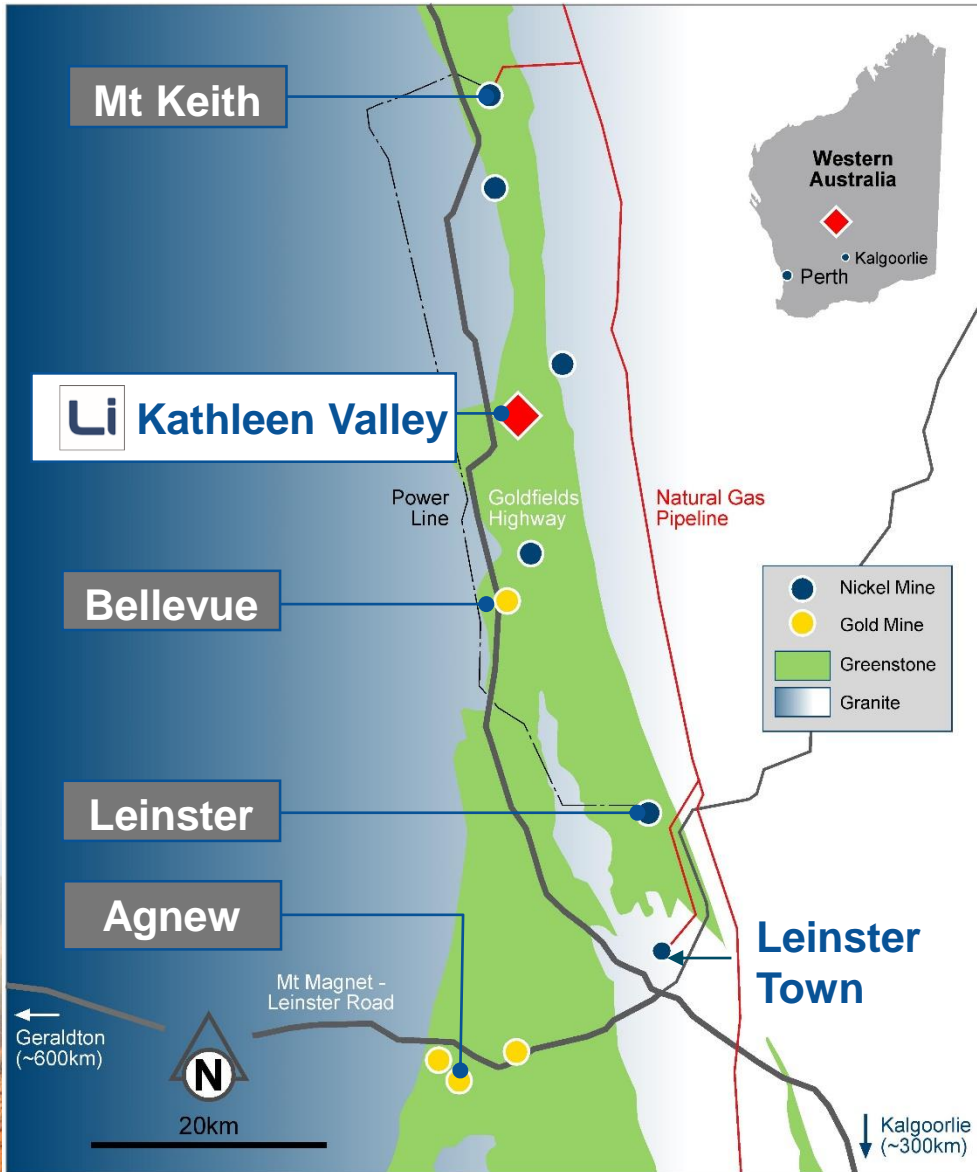 Mt Keith
Western
Australia
Kalgoorlie
Perth
Li Kathleen Valley
Power
Line
Goldfields
Highway
Natural Gas
Pipeline
Bellevue
Nickel Mine
Gold Mine
Greenstone
Granite
Leinster
Agnew
Leinster
Town
Mt Magnet -
Leinster Road
Geraldton
(~600km)
N
20km
Kalgoorlie
(~300km)